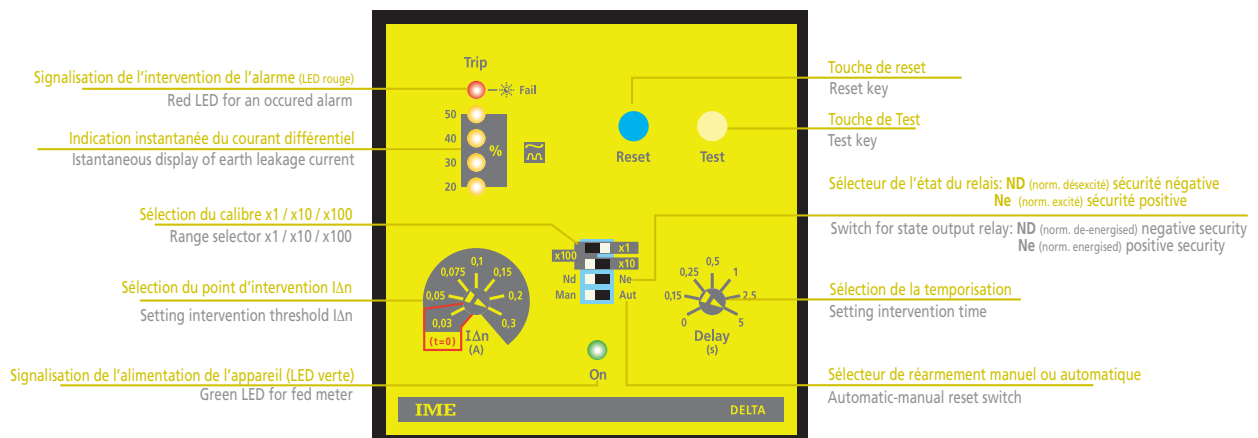 Signalisation de l'intervention de l'alarme (LED rouge)
Red LED for an occured alarm
Indication instantanée du courant différentiel
Istantaneous display of earth leakage current
Sélection du calibre x1 / x10 / x100
Range selector x1 / x10 / x100
Sélection du point d'intervention I∆n
Setting intervention threshold I∆n
Signalisation de l'alimentation de l'appareil (LED verte)
Green LED for fed meter
Trip
Fail
50
40
30
20
%
Reset
Test
x1
x100
x10
Nd
Ne
Man
Aut
0,03
0,05
0,075
0,1
0,15
0,2
0,3
(t=0)
I∆n
(A)
0
0,15
0,25
0,5
1
2,5
5
Delay
(s)
On
IME
DELTA
Touche de reset
Reset key
Touche de Test
Test key
Sélecteur de l'état du relais: ND (norm. désexcité) sécurité négative
Ne (norm. excité) sécurité positive
Switch for state output relay: ND (norm. de-energised) negative security
Ne (norm. energised) positive security
Sélection de la temporisation
Setting intervention time
Sélecteur de réarmement manuel ou automatique
Automatic-manual reset switch